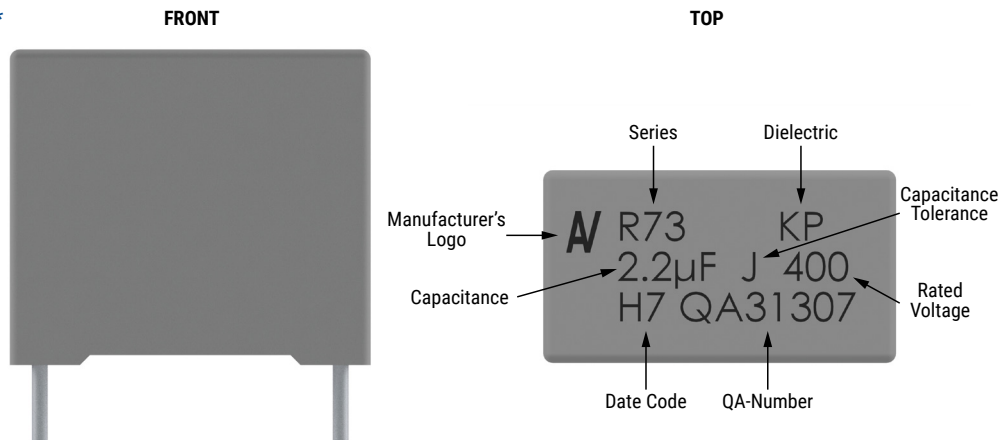 *
FRONT
TOP
Series
Dielectric
Manufacturer's
Logo
Capacitance
Tolerance
R73 KP
2.2µF J 400
H7 QA31307
Capacitance
Rated
Voltage
Date Code
QA-Number